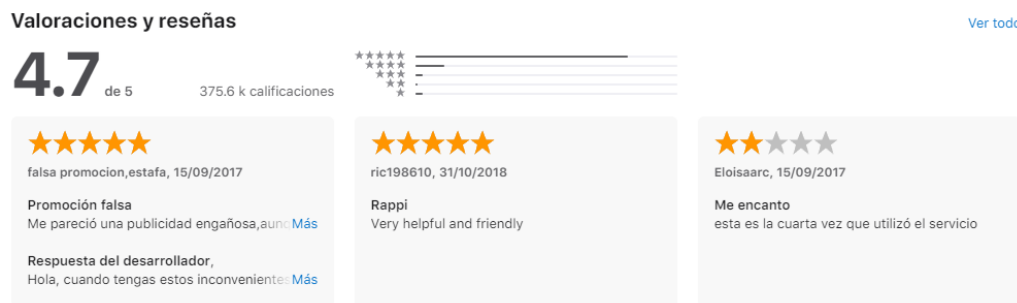 Valoraciones y reseñas
Ver todo
4.7 de 5
375.6 k calificaciones
falsa promocion,estafa, 15/09/2017
Promoción falsa
Me pareció una publicidad engañosa,aunq Más
Respuesta del desarrollador,
Hola, cuando tengas estos inconvenientes Más
ric198610, 31/10/2018
Rappi
Very helpful and friendly
Eloisaarc, 15/09/2017
Me encanto
esta es la cuarta vez que utilizó el servicio